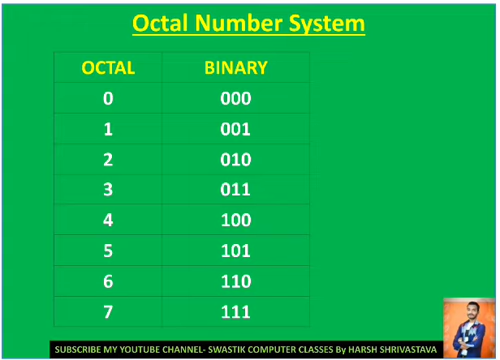 Octal Number System
OCTAL BINARY
0 000
1 001
2 010
3 011
4 100
5 101
6 110
7 111
SUBSCRIBE MY YOUTUBE CHANNEL- SWASTIK COMPUTER CLASSES By HARSH SHRIVASTAVA